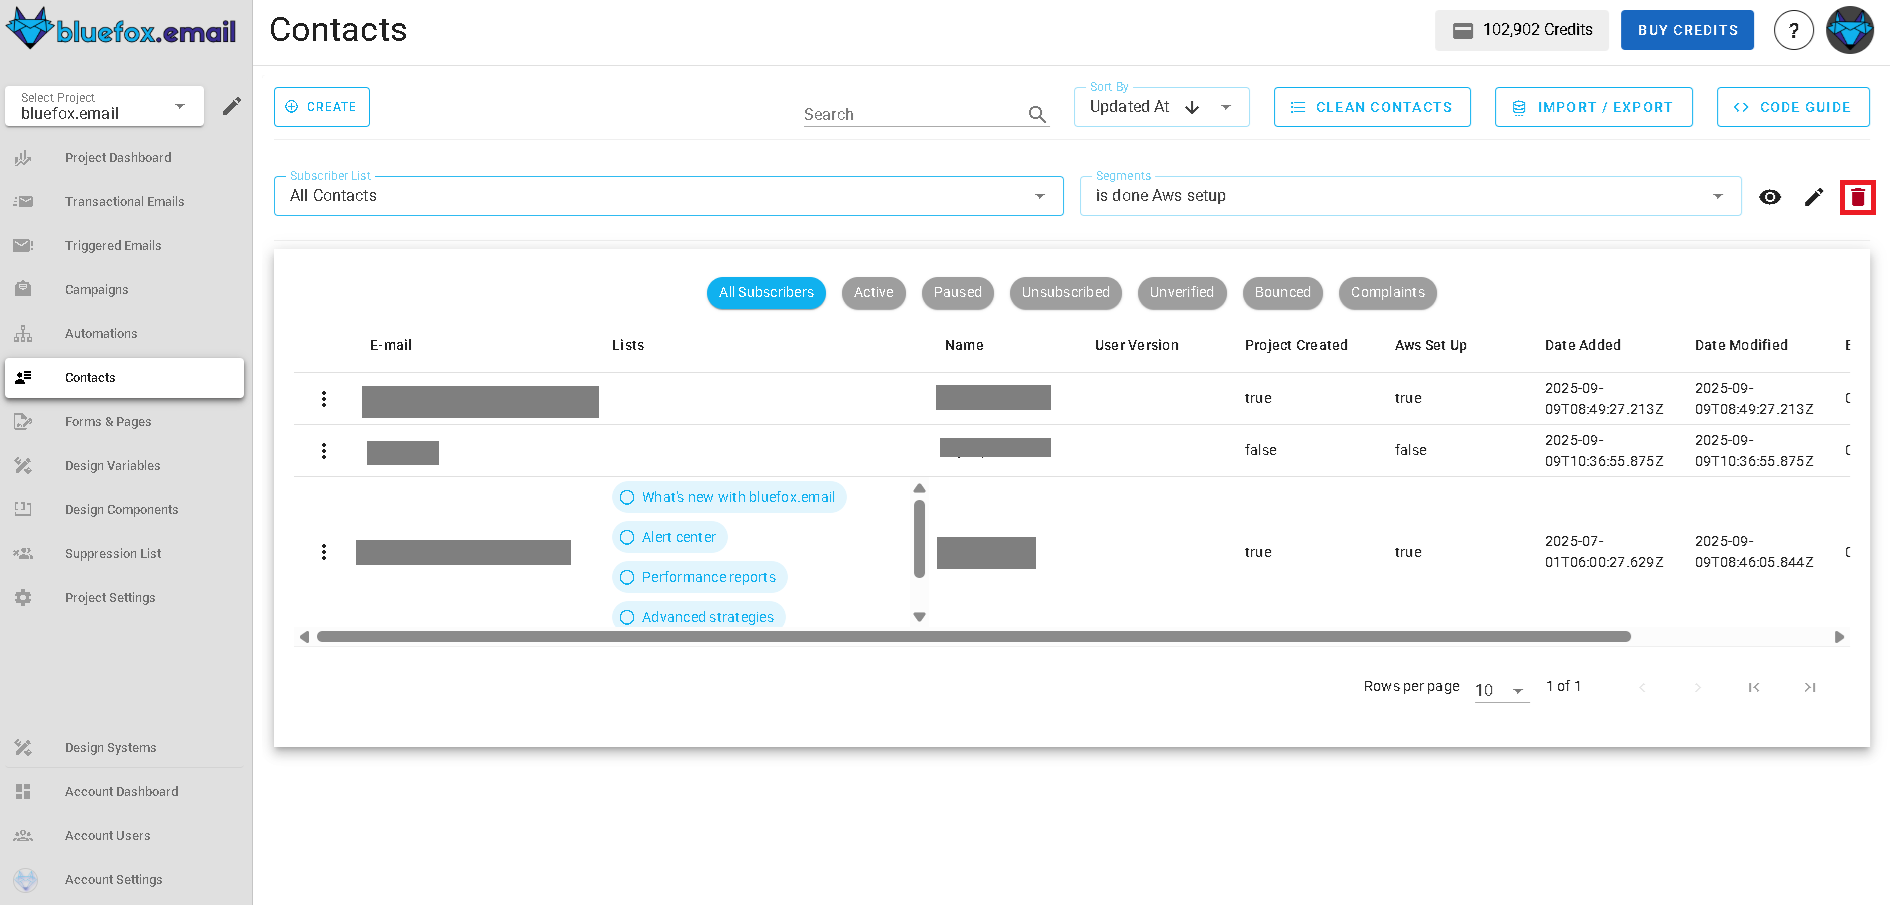 bluefox.email
Contacts
102,902 Credits
BUY CREDITS
?
Select Project
bluefox.email
CREATE
Search
Sort By
Updated At
CLEAN CONTACTS
IMPORT / EXPORT
CODE GUIDE
Project Dashboard
Transactional Emails
Triggered Emails
Campaigns
Automations
Contacts
Forms & Pages
Design Variables
Design Components
Suppression List
Project Settings
Design Systems
Account Dashboard
Account Users
Account Settings
Subscriber List
All Contacts
Segments
is done Aws setup
All Subscribers Active Paused Unsubscribed Unverified Bounced Complaints
E-mail Lists Name User Version Project Created Aws Set Up Date Added Date Modified
true true 2025-09-09T08:49:27.213Z 2025-09-09T08:49:27.213Z
false false 2025-09-09T10:36:55.875Z 2025-09-09T10:36:55.875Z
What's new with bluefox.email
Alert center
Performance reports
Advanced strategies
true true 2025-07-01T06:00:27.629Z 2025-09-09T08:46:05.844Z
Rows per page 10 1 of 1